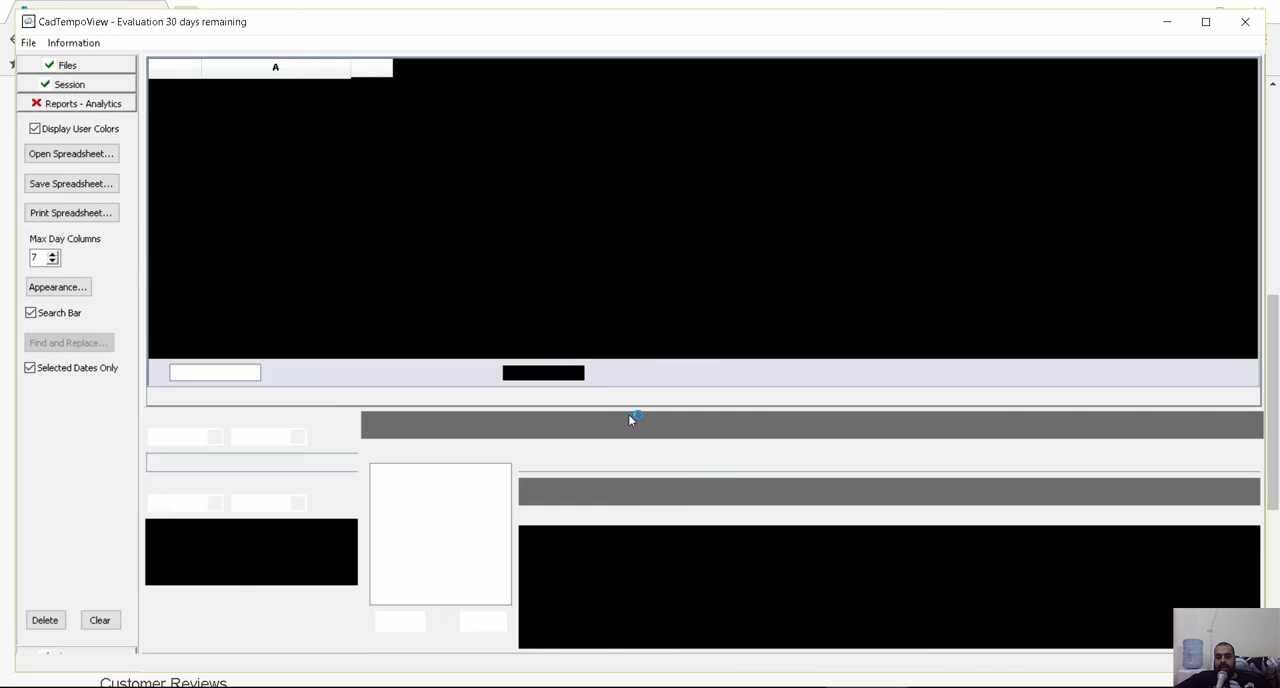 CadTempoView - Evaluation 30 days remaining
File Information
Files
Session
Reports - Analytics
A
Display User Colors
Open Spreadsheet...
Save Spreadsheet...
Print Spreadsheet...
Max Day Columns
7
Appearance...
Search Bar
Find and Replace...
Selected Dates Only
Delete Clear
Customer Reviews